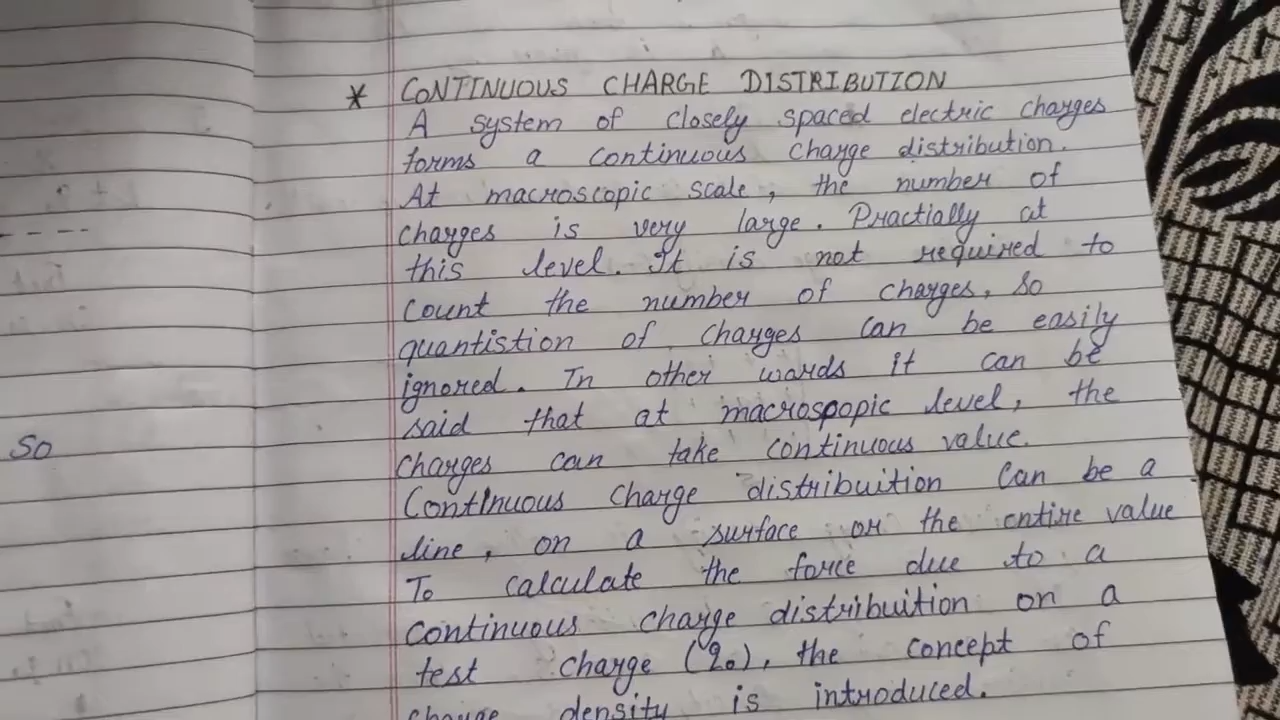 * CONTINUOUS CHARGE DISTRIBUTION
A system of closely spaced electric charges
forms a continuous charge distribution.
At macroscopic scale, the number of
charges is very large. Practially at
this level. It is not required to
count the number of charges. So
quantistion of charges can be easily
ignored. In other wards it can be
said that at macrospopic level, the
charges can take continuous value.
Continuous charge distribuition can be a
line, on a surface or the entire value
To calculate the force due to a
continuous charge distribuition on a
test charge (q₀), the concept of
charge density is introduced.
So